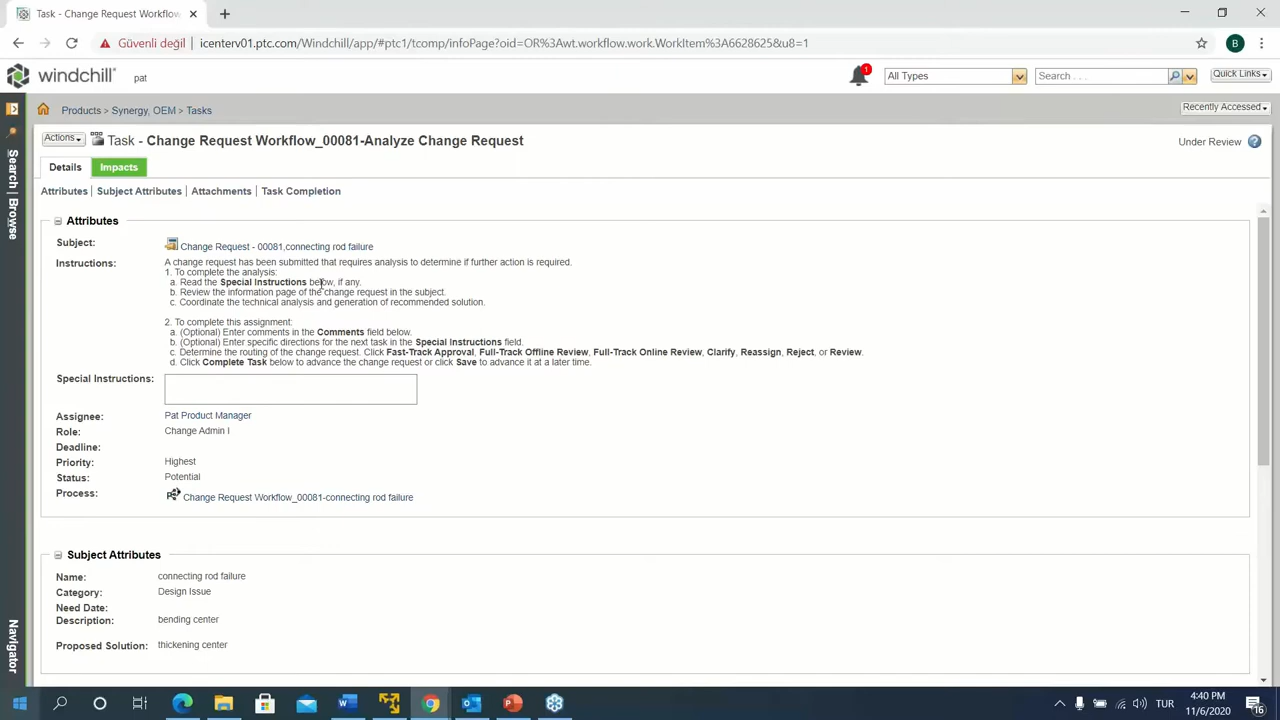 Task - Change Request Workflow
Güvenli değil
icenterv01.ptc.com/Windchill/app/#ptc1/tcomp/infoPage?oid=OR%3Awt.workflow.work.WorkItem%3A6628625&u8=1
B
windchill
pat
1
All Types
Search . . .
Quick Links
Products > Synergy, OEM > Tasks
Recently Accessed
Actions
Task - Change Request Workflow_00081-Analyze Change Request
Under Review
Details
Impacts
Search | Browse
Attributes | Subject Attributes | Attachments | Task Completion
Attributes
Subject:
Change Request - 00081,connecting rod failure
Instructions:
A change request has been submitted that requires analysis to determine if further action is required.
1. To complete the analysis:
a. Read the Special Instructions below, if any.
b. Review the information page of the change request in the subject.
c. Coordinate the technical analysis and generation of recommended solution.
2. To complete this assignment:
a. (Optional) Enter comments in the Comments field below.
b. (Optional) Enter specific directions for the next task in the Special Instructions field.
c. Determine the routing of the change request. Click Fast-Track Approval, Full-Track Offline Review, Full-Track Online Review, Clarify, Reassign, Reject, or Review.
d. Click Complete Task below to advance the change request or click Save to advance it at a later time.
Special Instructions:
Assignee:
Pat Product Manager
Role:
Change Admin I
Deadline:
Priority:
Highest
Status:
Potential
Process:
Change Request Workflow_00081-connecting rod failure
Subject Attributes
Name:
connecting rod failure
Category:
Design Issue
Need Date:
Description:
bending center
Proposed Solution:
thickening center
Navigator
TUR
4:40 PM
11/6/2020
16